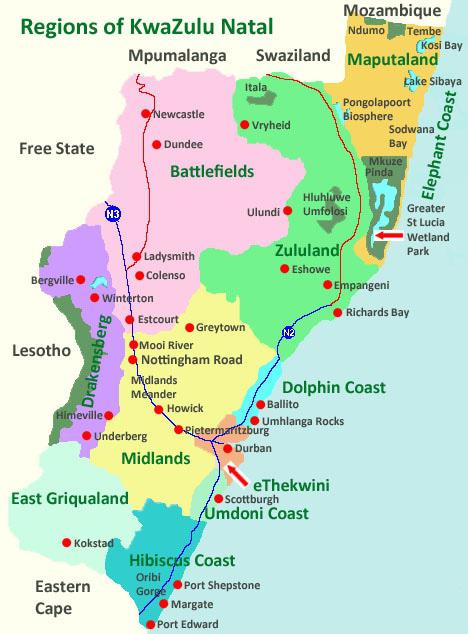 Regions of KwaZulu Natal
Mozambique
Ndumo
Tembe
Kosi Bay
Mpumalanga
Swaziland
Maputaland
Lake Sibaya
Itala
Pongolapoort
Biosphere
Elephant Coast
Newcastle
Vryheid
Sodwana
Bay
Free State
Dundee
Battlefields
Mkuze
Pinda
Hluhluwe
Umfolosi
N3
Ulundi
Greater
St Lucia
Wetland
Park
Zululand
Ladysmith
Eshowe
Bergville
Colenso
Empangeni
Winterton
Richards Bay
Estcourt
Greytown
N2
Lesotho
Mooi River
Nottingham Road
Drakensberg
Midlands
Meander
Dolphin Coast
Howick
Ballito
Himeville
Umhlanga Rocks
Pietermaritzburg
Underberg
Durban
Midlands
eThekwini
East Griqualand
Scottburgh
Umdoni Coast
Kokstad
Hibiscus Coast
Oribi
Gorge
Port Shepstone
Eastern
Cape
Margate
Port Edward